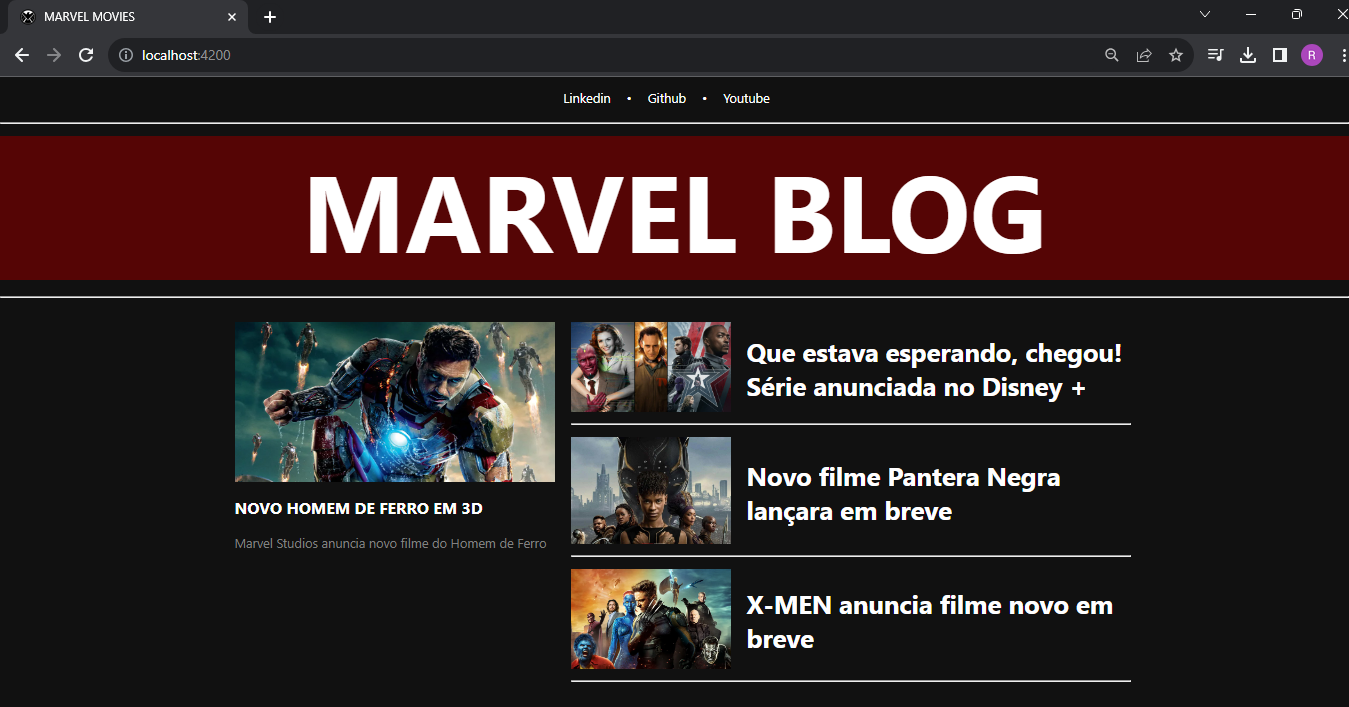 MARVEL MOVIES
localhost:4200
R
Linkedin • Github • Youtube
MARVEL BLOG
NOVO HOMEM DE FERRO EM 3D
Marvel Studios anuncia novo filme do Homem de Ferro
Que estava esperando, chegou!
Série anunciada no Disney +
Novo filme Pantera Negra
lançara em breve
X-MEN anuncia filme novo em
breve